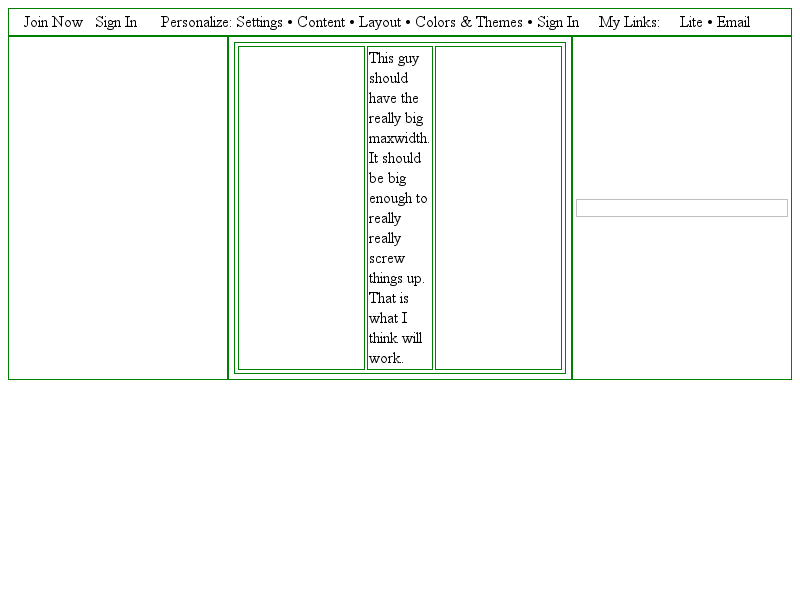 Join Now Sign In Personalize: Settings • Content • Layout • Colors & Themes • Sign In My Links: Lite • Email
This guy
should
have the
really big
maxwidth.
It should
be big
enough to
really
really
screw
things up.
That is
what I
think will
work.